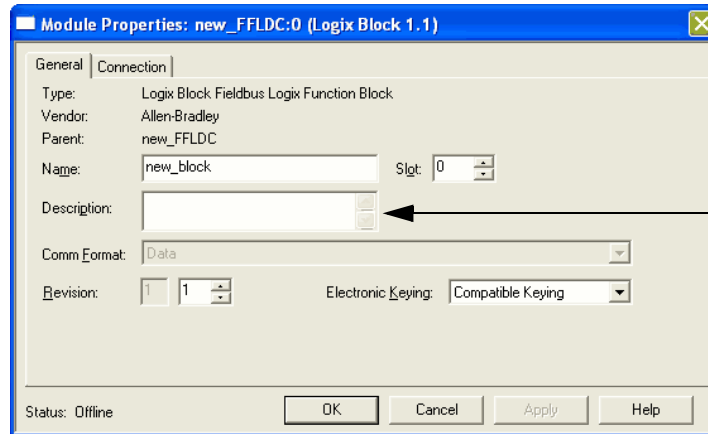 Module Properties: new_FFLDC:0 (Logix Block 1.1)
General Connection
Type: Logix Block Fieldbus Logix Function Block
Vendor: Allen-Bradley
Parent: new_FFLDC
Name: new_block Slot: 0
Description:
Comm Format: Data
Revision: 1 1 Electronic Keying: Compatible Keying
Status: Offline OK Cancel Apply Help